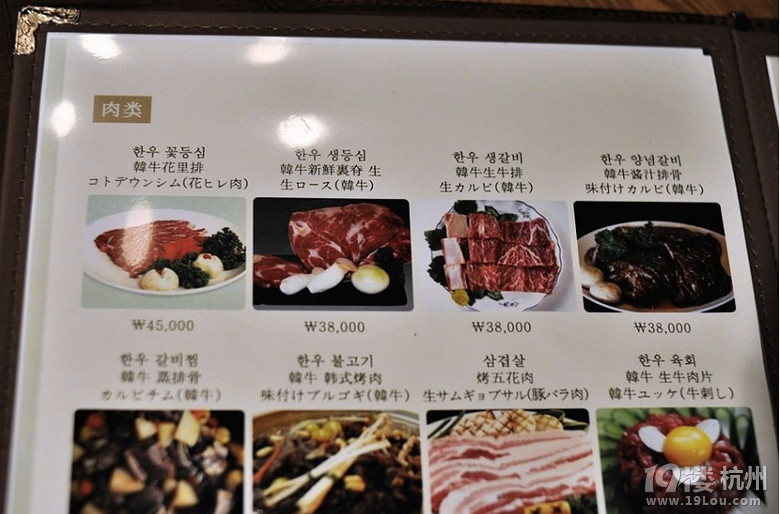 肉类
한우 꽃등심
韓牛花里排
コトデウンシム(花ヒレ肉)
₩45,000
한우 생등심
韓牛新鮮裏脊 生
生ロース(韓牛)
₩38,000
한우 생갈비
韓牛生牛排
生カルビ(韓牛)
₩38,000
한우 양념갈비
韓牛酱汁排骨
味付けカルビ(韓牛)
₩38,000
한우 갈비찜
韓牛 蒸排骨
カルビチム(韓牛)
한우 불고기
韓牛 韩式烤肉
味付けブルゴギ(韓牛)
삼겹살
烤五花肉
生サムギョプサル(豚バラ肉)
한우 육회
韓牛 生牛肉片
韓牛ユッケ(牛刺し)
19楼 杭州
www.19Lou.com